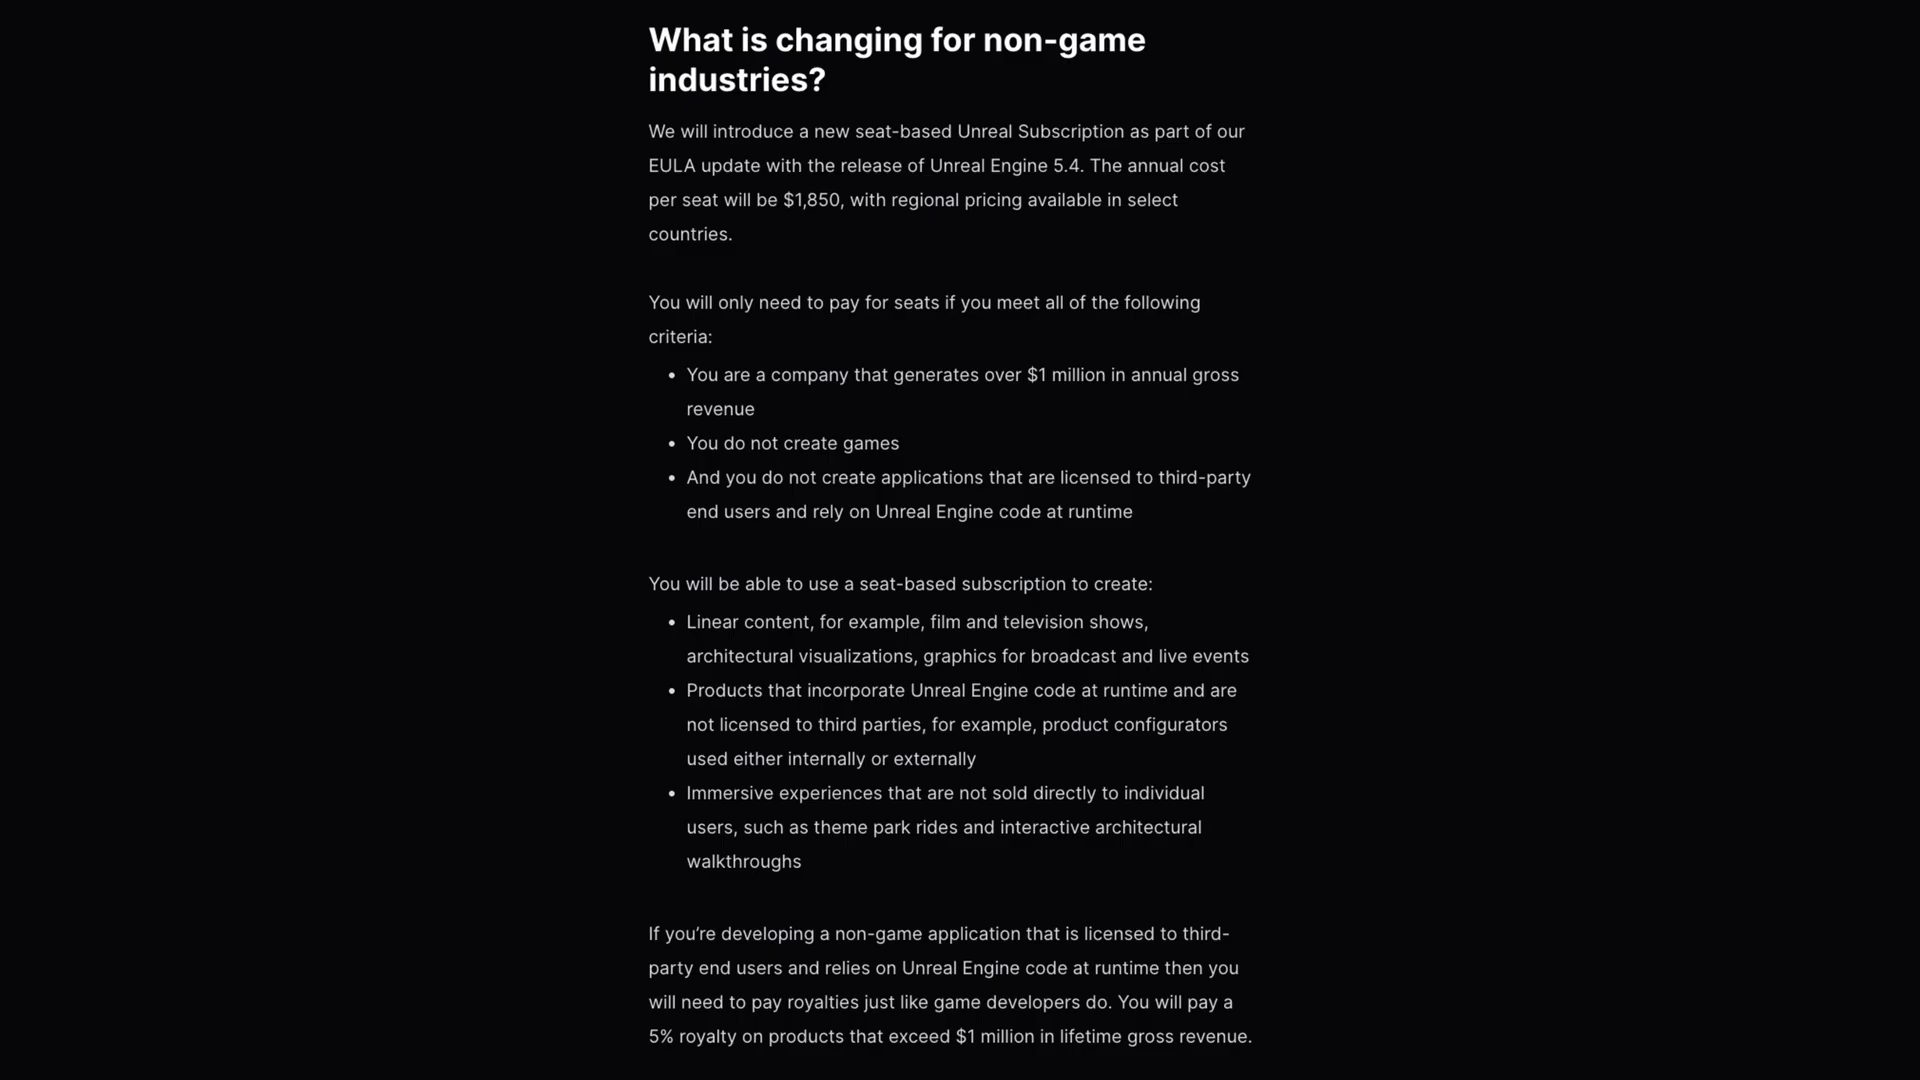 What is changing for non-game
industries?
We will introduce a new seat-based Unreal Subscription as part of our
EULA update with the release of Unreal Engine 5.4. The annual cost
per seat will be $1,850, with regional pricing available in select
countries.
You will only need to pay for seats if you meet all of the following
criteria:
• You are a company that generates over $1 million in annual gross
revenue
• You do not create games
• And you do not create applications that are licensed to third-party
end users and rely on Unreal Engine code at runtime
You will be able to use a seat-based subscription to create:
• Linear content, for example, film and television shows,
architectural visualizations, graphics for broadcast and live events
• Products that incorporate Unreal Engine code at runtime and are
not licensed to third parties, for example, product configurators
used either internally or externally
• Immersive experiences that are not sold directly to individual
users, such as theme park rides and interactive architectural
walkthroughs
If you’re developing a non-game application that is licensed to third-
party end users and relies on Unreal Engine code at runtime then you
will need to pay royalties just like game developers do. You will pay a
5% royalty on products that exceed $1 million in lifetime gross revenue.